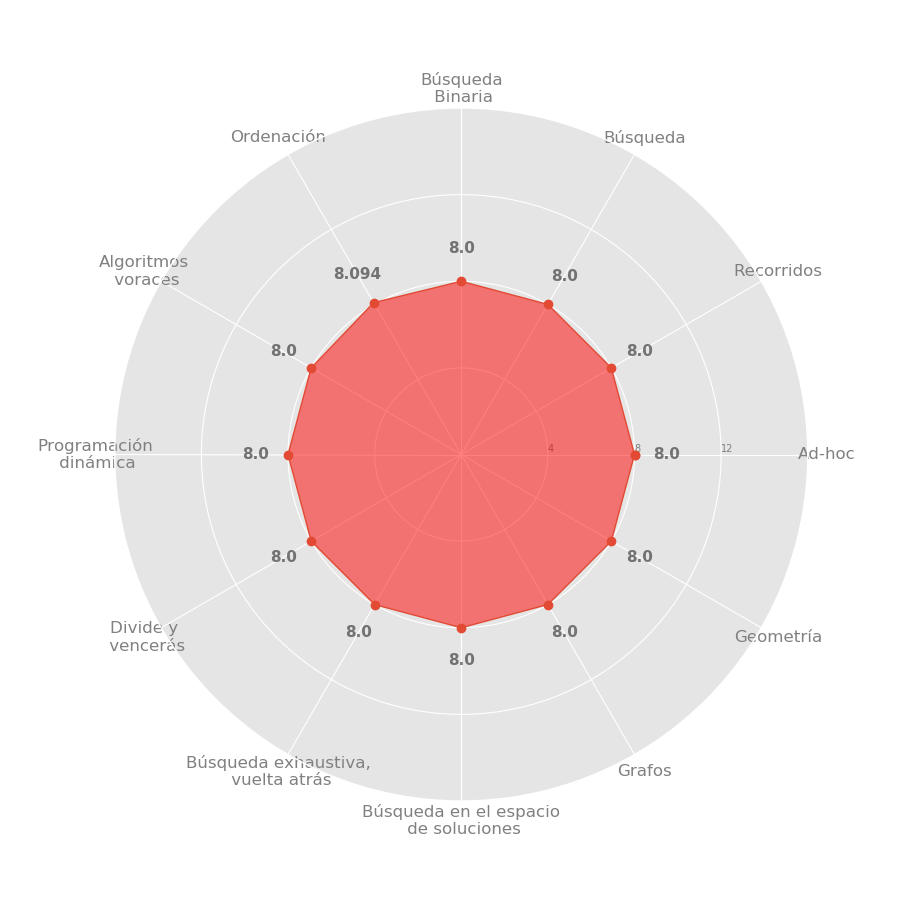 Búsqueda
Binaria
Ordenación
Búsqueda
8.0
Algoritmos
voraces
8.094
8.0
Recorridos
8.0
8.0
Programación
dinámica
8.0
4
8
8.0
12
Ad-hoc
8.0
8.0
Divide y
vencerás
8.0
8.0
8.0
Geometría
Búsqueda exhaustiva,
vuelta atrás
Grafos
Búsqueda en el espacio
de soluciones